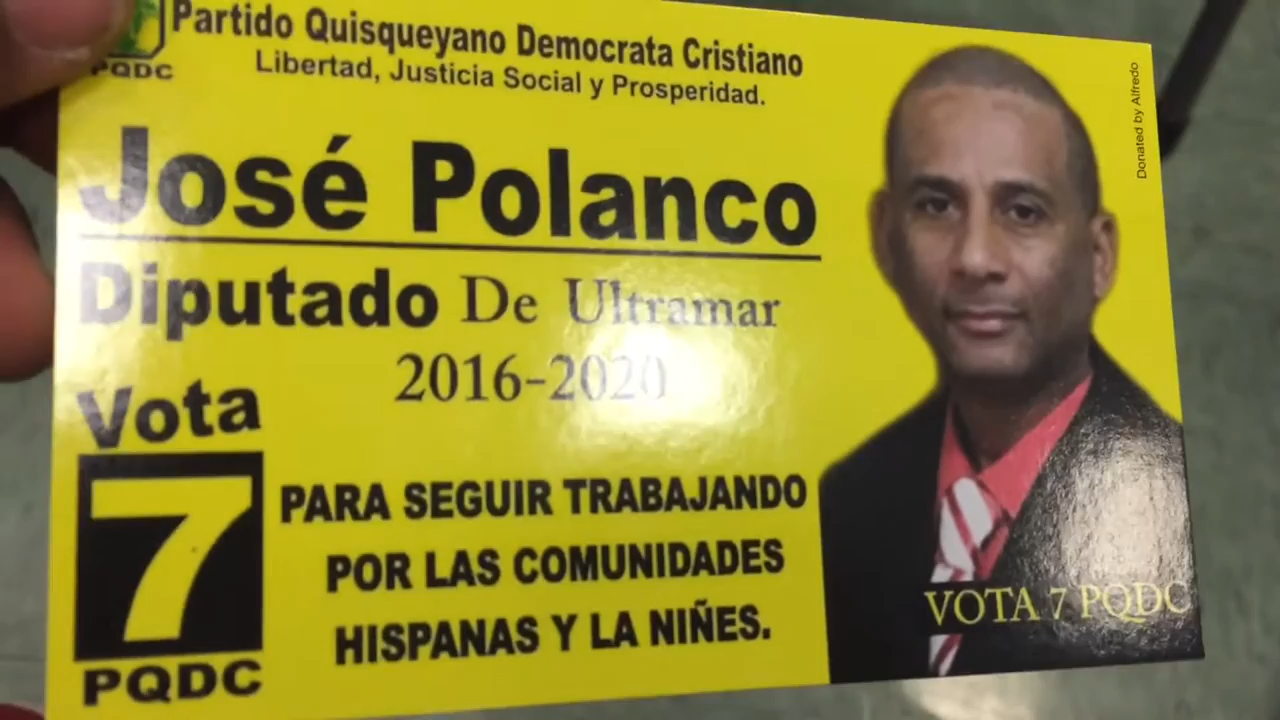 Partido Quisqueyano Democrata Cristiano
PQDC
Libertad, Justicia Social y Prosperidad.
Donated by Alfredo
José Polanco
Diputado De Ultramar
2016-2020
Vota
7
PQDC
PARA SEGUIR TRABAJANDO
POR LAS COMUNIDADES
HISPANAS Y LA NIÑES.
VOTA 7 PQDC